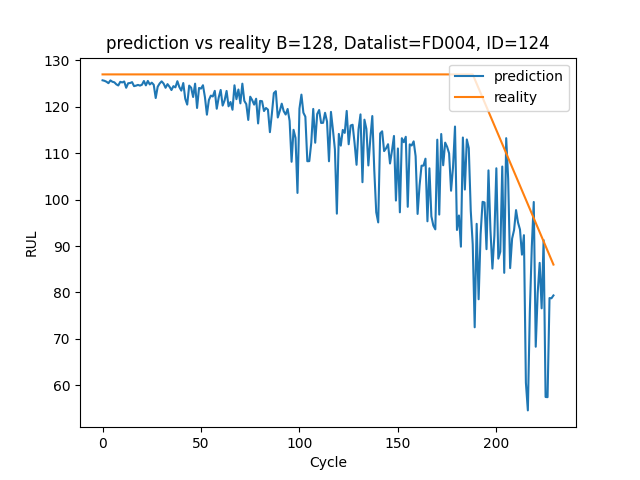 prediction vs reality B=128, Datalist=FD004, ID=124
130
120
110
100
90
80
70
60
RUL
0
50
100
150
200
Cycle
prediction
reality